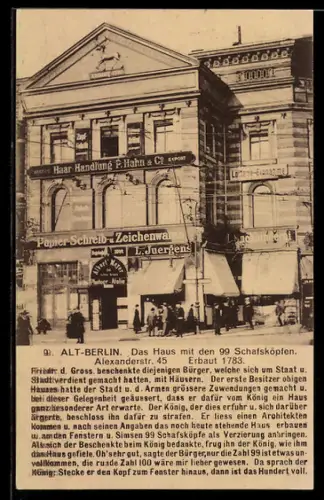 Haar Handlung P. Hahn & Co EXPORT
Papier Schreib- u. Zeichenwaren
L. Juergens
90. ALT-BERLIN. Das Haus mit den 99 Schafsköpfen.
Alexanderstr. 45 Erbaut 1783.
Friedr. d. Gross. beschenkte diejenigen Bürger, welche sich um Staat u.
Stadt verdient gemacht hatten, mit Häusern. Der erste Besitzer obigen
Hauses hatte der Stadt u. d. Armen grössere Zuwendungen gemacht u.
bei dieser Gelegenheit geäussert, dass er dafür vom König ein Haus
ganz besonderer Art erwarte. Der König, der dies erfuhr u. sich darüber
ärgerte, beschloss ihn dafür zu strafen. Er liess einen Architekten
kommen u. nach seinen Angaben das noch heute stehende Haus erbauen
u. an den Fenstern u. Simsen 99 Schafsköpfe als Verzierung anbringen.
Als sich der Beschenkte beim König bedankte, frug ihn der König, wie ihm
das Haus gefiele. Oh' sehr gut, sagte der Bürger, nur die Zahl 99 ist etwas un-
vollkommen, die runde Zahl 100 wäre mir lieber gewesen. Da sprach der
König: Stecke er den Kopf zum Fenster hinaus, dann ist das Hundert voll.